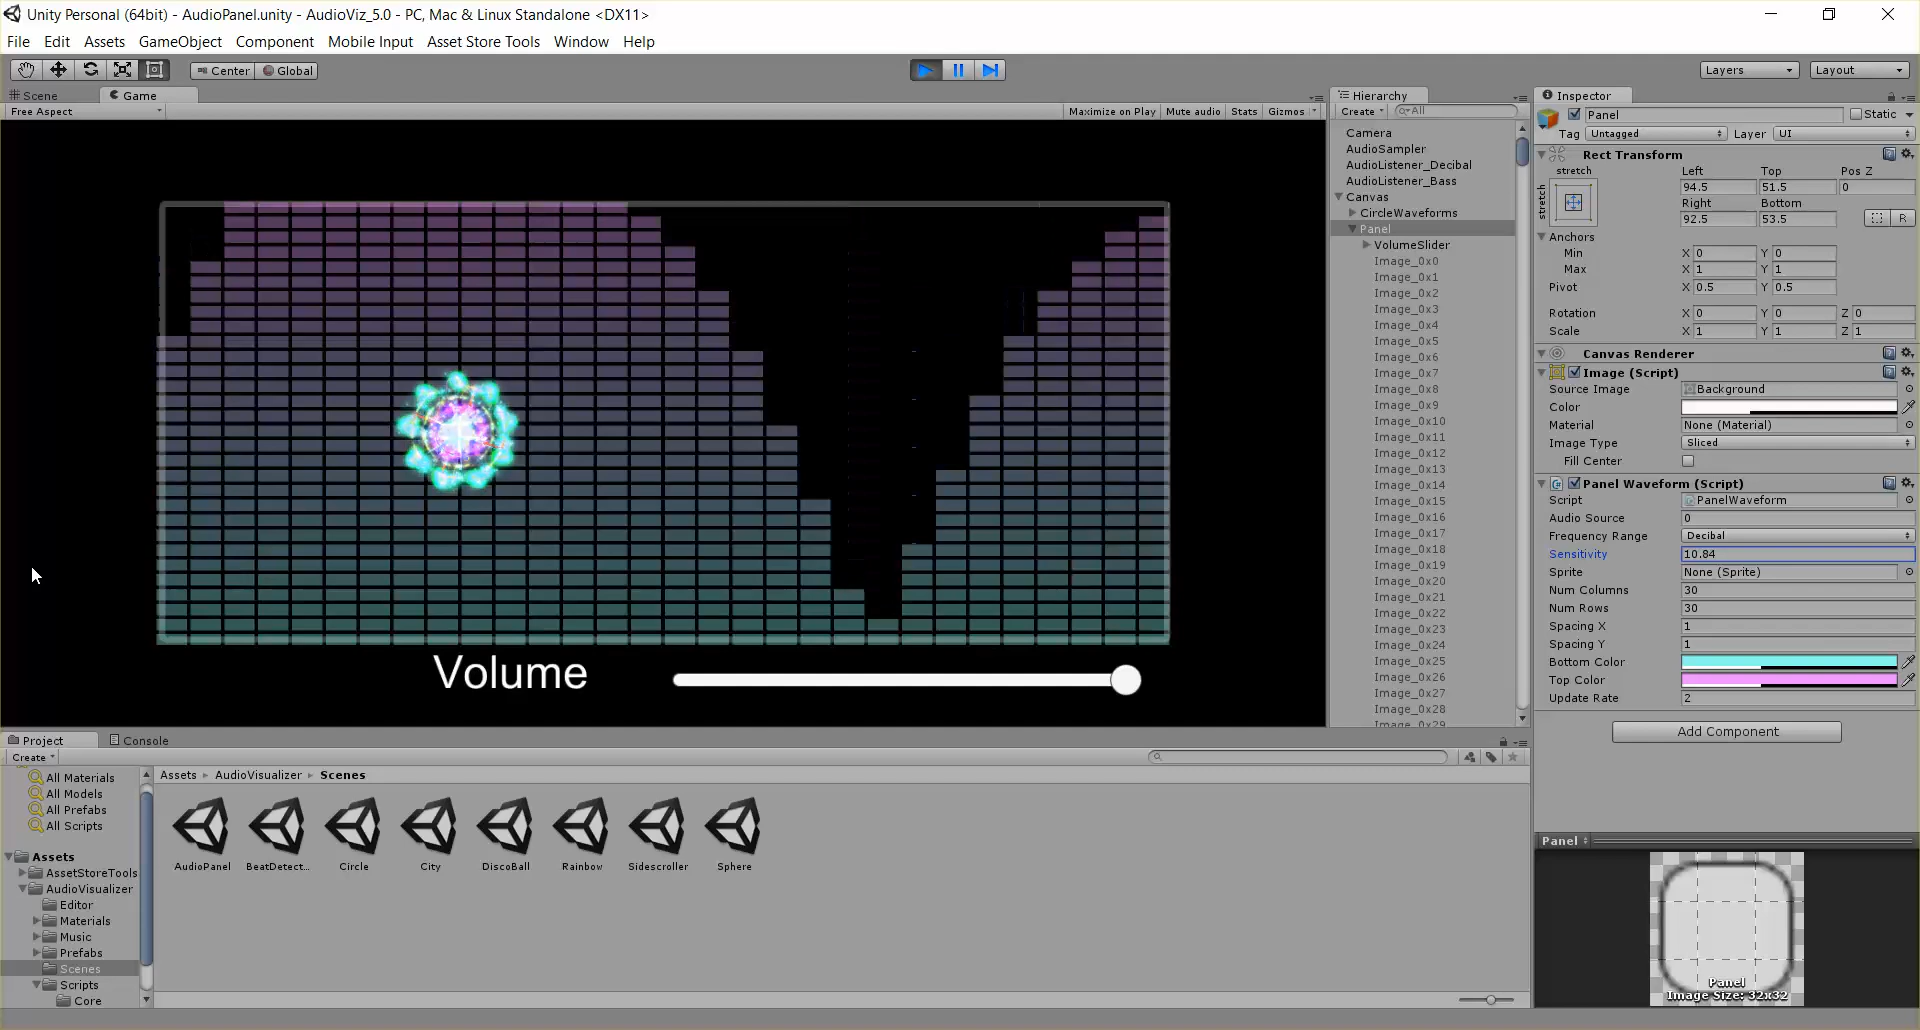 Unity Personal (64bit) - AudioPanel.unity - AudioViz_5.0 - PC, Mac & Linux Standalone <DX11>
File Edit Assets GameObject Component Mobile Input Asset Store Tools Window Help
Center Global Layers Layout
Scene Game
Free Aspect Maximize on Play Mute audio Stats Gizmos
Volume
Hierarchy
Create All
Camera
AudioSampler
AudioListener_Decibal
AudioListener_Bass
Canvas
CircleWaveforms
Panel
VolumeSlider
Image_0x0
Image_0x1
Image_0x2
Image_0x3
Image_0x4
Image_0x5
Image_0x6
Image_0x7
Image_0x8
Image_0x9
Image_0x10
Image_0x11
Image_0x12
Image_0x13
Image_0x14
Image_0x15
Image_0x16
Image_0x17
Image_0x18
Image_0x19
Image_0x20
Image_0x21
Image_0x22
Image_0x23
Image_0x24
Image_0x25
Image_0x26
Image_0x27
Image_0x28
Image_0x29
Inspector
Panel Static
Tag Untagged Layer UI
Rect Transform
stretch Left Top Pos Z
stretch 94.5 51.5 0
Right Bottom
92.5 53.5 R
Anchors
Min X 0 Y 0
Max X 1 Y 1
Pivot X 0.5 Y 0.5
Rotation X 0 Y 0 Z 0
Scale X 1 Y 1 Z 1
Canvas Renderer
Image (Script)
Source Image Background
Color
Material None (Material)
Image Type Sliced
Fill Center
Panel Waveform (Script)
Script PanelWaveform
Audio Source 0
Frequency Range Decibal
Sensitivity 10.84
Sprite None (Sprite)
Num Columns 30
Num Rows 30
Spacing X 1
Spacing Y 1
Bottom Color
Top Color
Update Rate 2
Add Component
Project Console
Create
All Materials
All Models
All Prefabs
All Scripts
Assets
AssetStoreTools
AudioVisualizer
Editor
Materials
Music
Prefabs
Scenes
Scripts
Core
Assets AudioVisualizer Scenes
AudioPanel BeatDetect... Circle City DiscoBall Rainbow Sidescroller Sphere
Panel
Panel
Image Size: 32x32